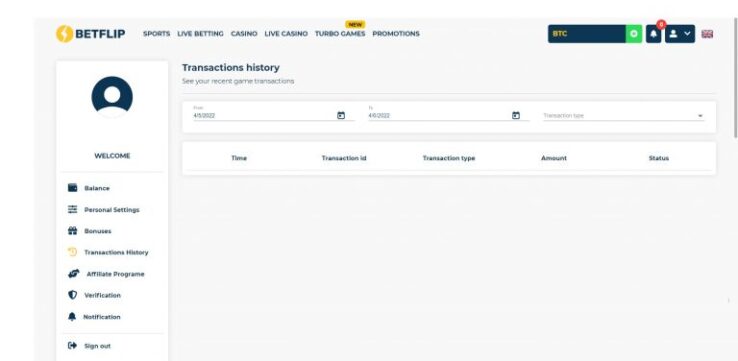 NEW
BETFLIP SPORTS LIVE BETTING CASINO LIVE CASINO TURBO GAMES PROMOTIONS BTC 0
Transactions history
See your recent game transactions
From To
4/5/2022 4/6/2022 Transaction type
WELCOME
Time Transaction id Transaction type Amount Status
Balance
Personal Settings
Bonuses
Transactions History
Affiliate Programe
Verification
Notification
Sign out